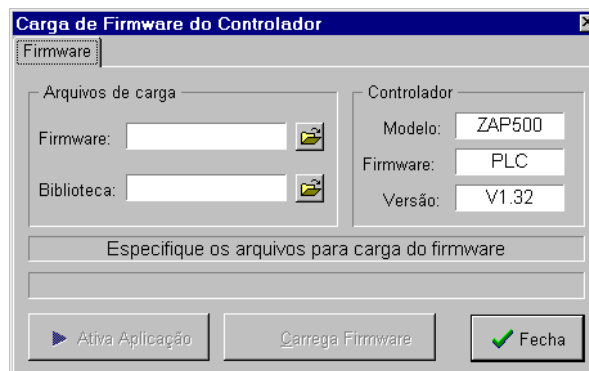 Carga de Firmware do Controlador
Firmware
Arquivos de carga
Firmware:
Biblioteca:
Controlador
Modelo: ZAP500
Firmware: PLC
Versão: V1.32
Especifique os arquivos para carga do firmware
Ativa Aplicação
Carrega Firmware
Fecha